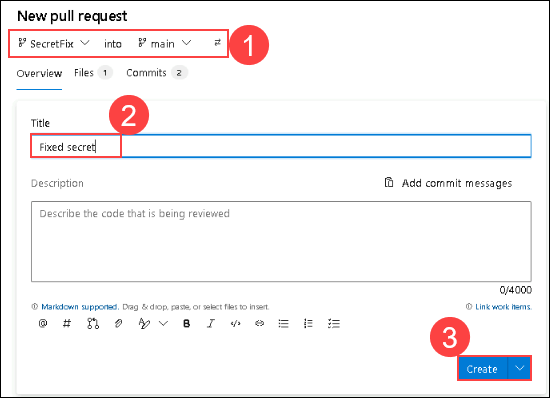 New pull request
SecretFix into main
1
Overview Files 1 Commits 2
2
Title
Fixed secret
Description Add commit messages
Describe the code that is being reviewed
0/4000
Markdown supported. Drag & drop, paste, or select files to insert. Link work items.
@ # B I </>
3
Create